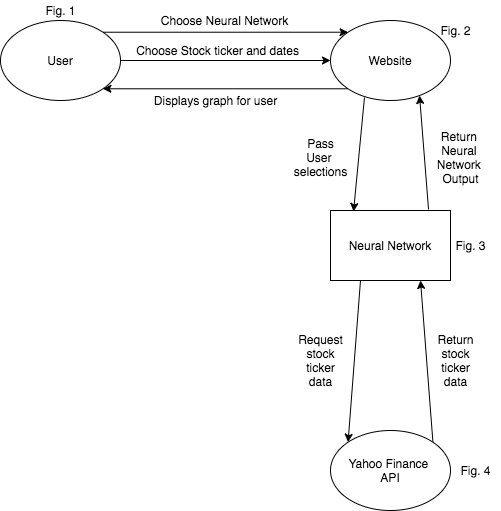 Fig. 1
Choose Neural Network
Fig. 2
User
Choose Stock ticker and dates
Website
Displays graph for user
Pass
User
selections
Return
Neural
Network
Output
Neural Network
Fig. 3
Request
stock
ticker
data
Return
stock
ticker
data
Yahoo Finance
API
Fig. 4